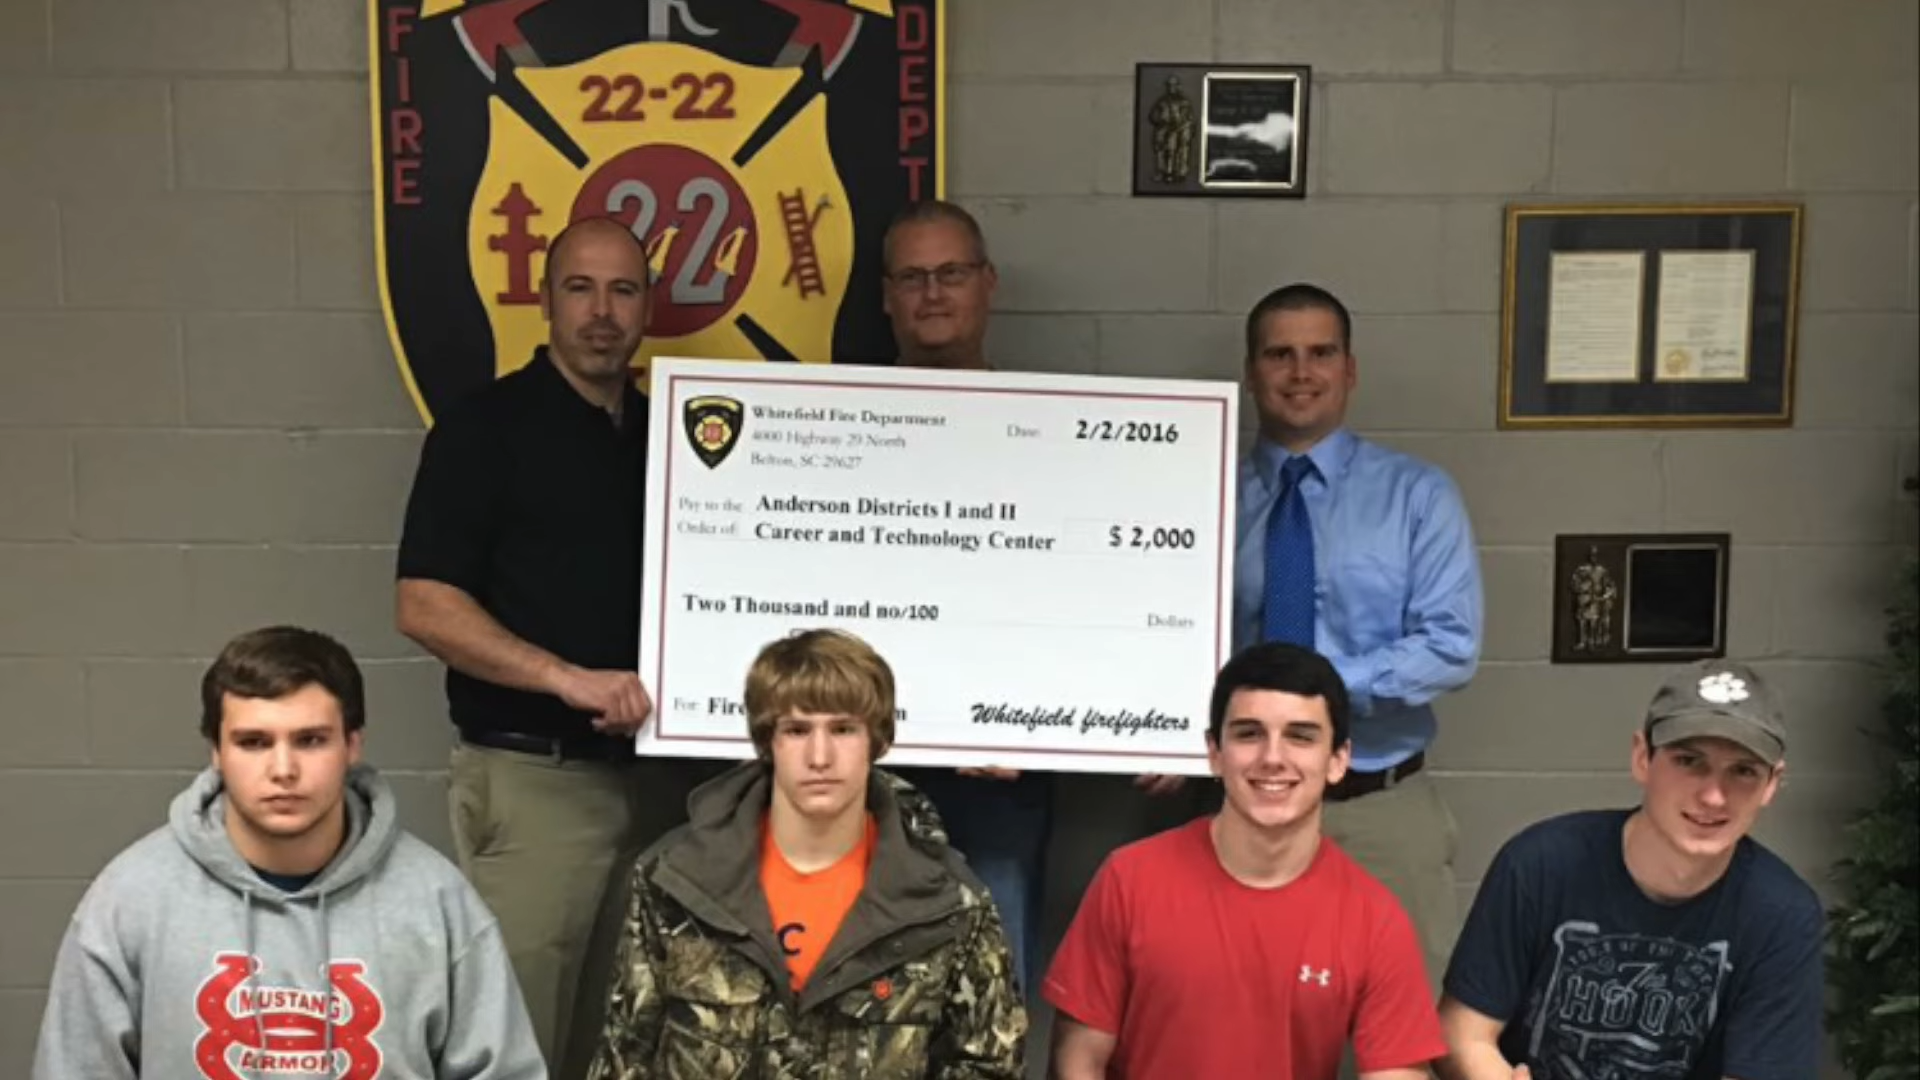 FIRE
DEPT
22-22
22
Whitefield Fire Department
4000 Highway 29 North
Belton, SC 29627
Date: 2/2/2016
Pay to the Order of: Anderson Districts I and II
Career and Technology Center
$ 2,000
Two Thousand and no/100
Dollars
For: Fire
Whitefield firefighters
MUSTANG
ARMOR
C
HOOK